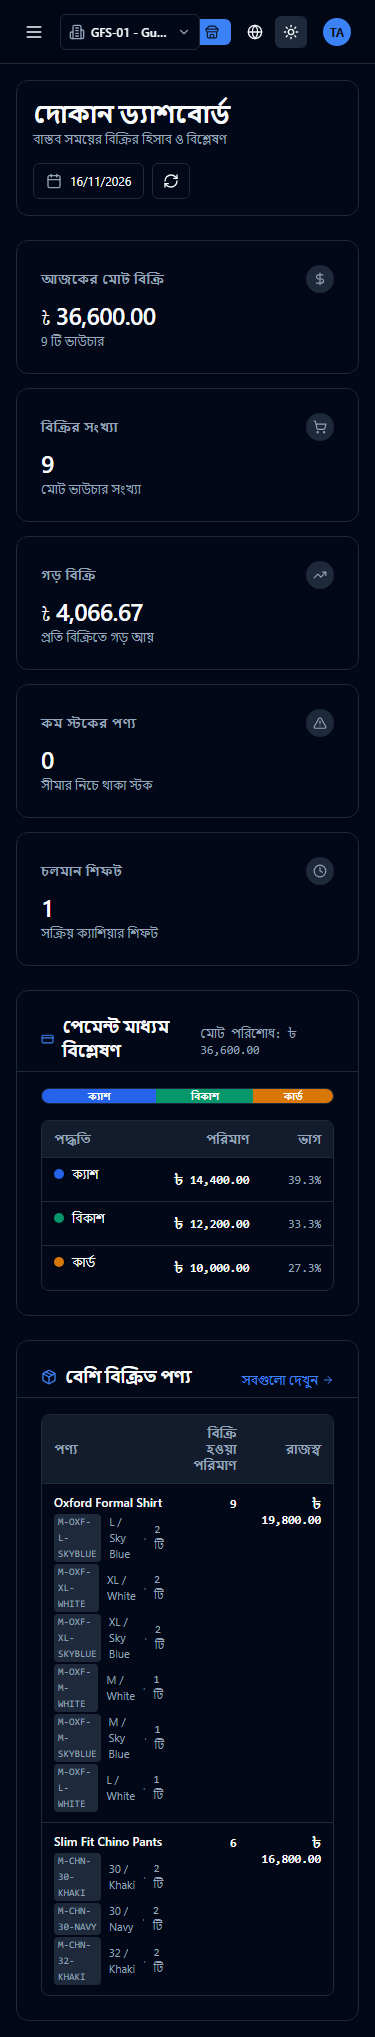 GFS-01 - Gu...
TA
দোকান ড্যাশবোর্ড
বাস্তব সময়ের বিক্রির হিসাব ও বিশ্লেষণ
16/11/2026
আজকের মোট বিক্রি
৳ 36,600.00
9 টি ভাউচার
বিক্রির সংখ্যা
9
মোট ভাউচার সংখ্যা
গড় বিক্রি
৳ 4,066.67
প্রতি বিক্রিতে গড় আয়
কম স্টকের পণ্য
0
সীমার নিচে থাকা স্টক
চলমান শিফট
1
সক্রিয় ক্যাশিয়ার শিফট
পেমেন্ট মাধ্যম
বিশ্লেষণ
মোট পরিশোধ: ৳
36,600.00
ক্যাশ বিকাশ কার্ড
পদ্ধতি পরিমাণ ভাগ
ক্যাশ ৳ 14,400.00 39.3%
বিকাশ ৳ 12,200.00 33.3%
কার্ড ৳ 10,000.00 27.3%
বেশি বিক্রিত পণ্য
সবগুলো দেখুন →
পণ্য
বিক্রি
হওয়া
পরিমাণ
রাজস্ব
Oxford Formal Shirt 9 ৳
19,800.00
M-OXF-
L-
SKYBLUE
L /
Sky
Blue
·
2
টি
M-OXF-
XL-
WHITE
XL /
White
·
2
টি
M-OXF-
XL-
SKYBLUE
XL /
Sky
Blue
·
2
টি
M-OXF-
M-
WHITE
M /
White
·
1
টি
M-OXF-
M-
SKYBLUE
M /
Sky
Blue
·
1
টি
M-OXF-
L-
WHITE
L /
White
·
1
টি
Slim Fit Chino Pants 6 ৳
16,800.00
M-CHN-
30-
KHAKI
30 /
Khaki
·
2
টি
M-CHN-
30-NAVY
30 /
Navy
·
2
টি
M-CHN-
32-
KHAKI
32 /
Khaki
·
2
টি